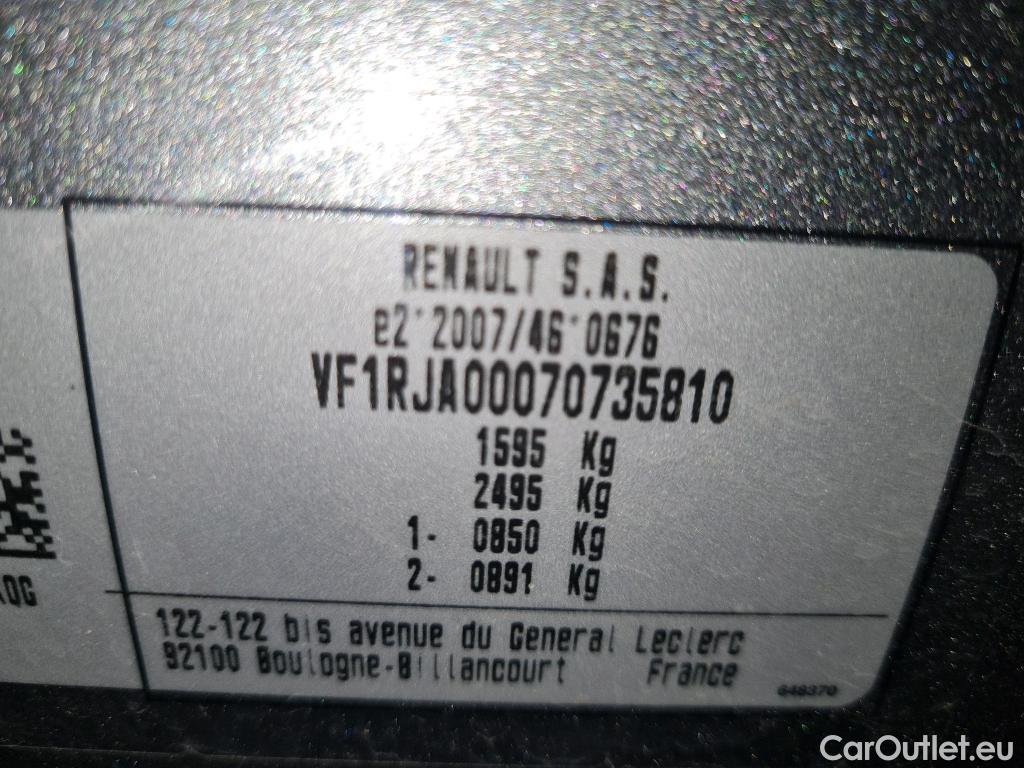 RENAULT S.A.S.
e2*2007/46*0676
VF1RJA00070735810
1595 Kg
2495 Kg
1- 0850 Kg
2- 0891 Kg
122-122 bis avenue du General Leclerc
92100 Boulogne-Billancourt France
648370
CarOutlet.eu